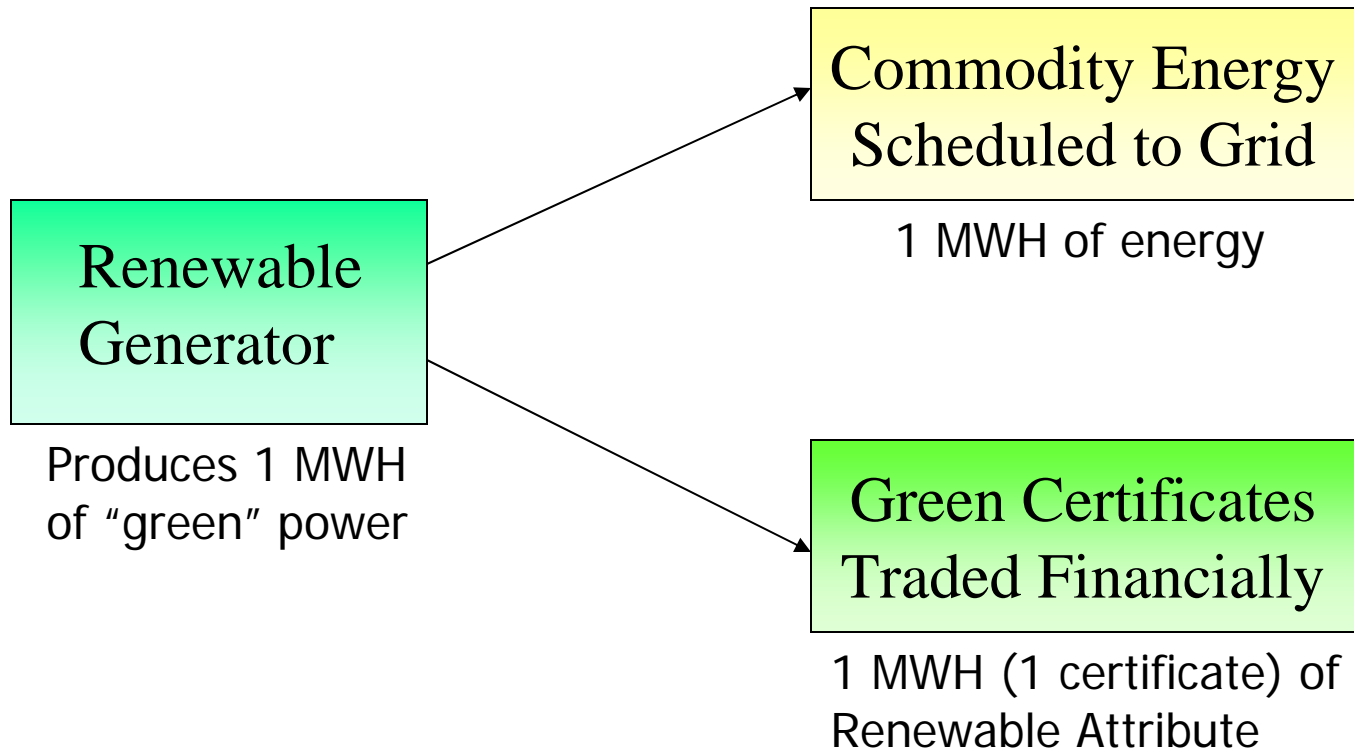 Renewable
Generator
Produces 1 MWH
of “green” power
Commodity Energy
Scheduled to Grid
1 MWH of energy
Green Certificates
Traded Financially
1 MWH (1 certificate) of
Renewable Attribute